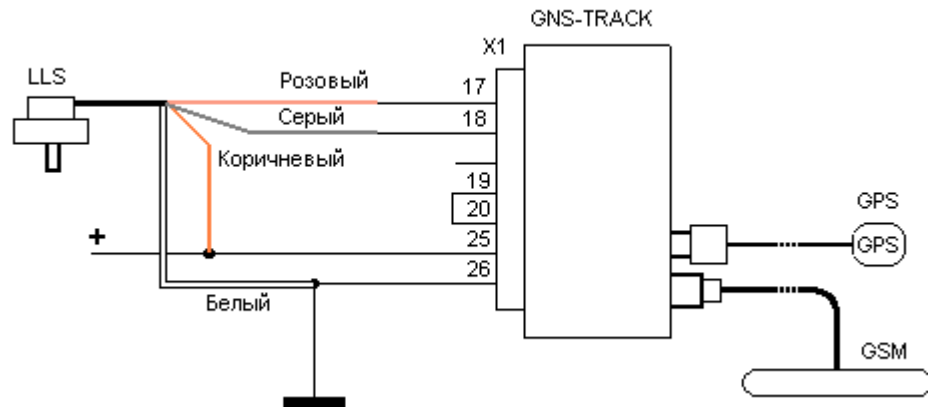 GNS-TRACK
X1
LLS
Розовый
17
Серый
18
Коричневый
19
20
GPS
25
GPS
+
26
Белый
GSM